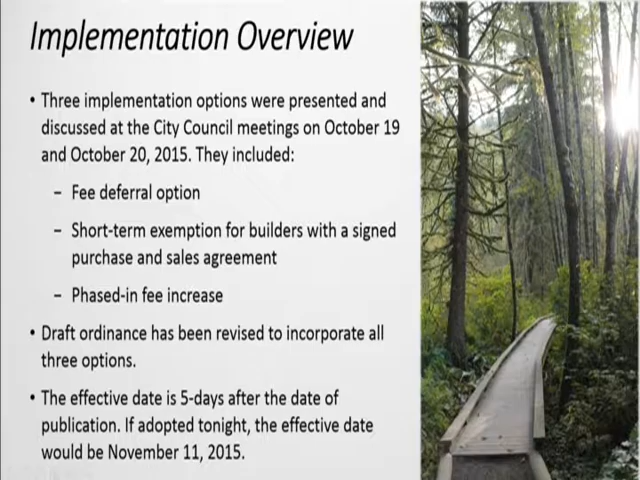 Implementation Overview
• Three implementation options were presented and
discussed at the City Council meetings on October 19
and October 20, 2015. They included:
– Fee deferral option
– Short-term exemption for builders with a signed
purchase and sales agreement
– Phased-in fee increase
• Draft ordinance has been revised to incorporate all
three options.
• The effective date is 5-days after the date of
publication. If adopted tonight, the effective date
would be November 11, 2015.